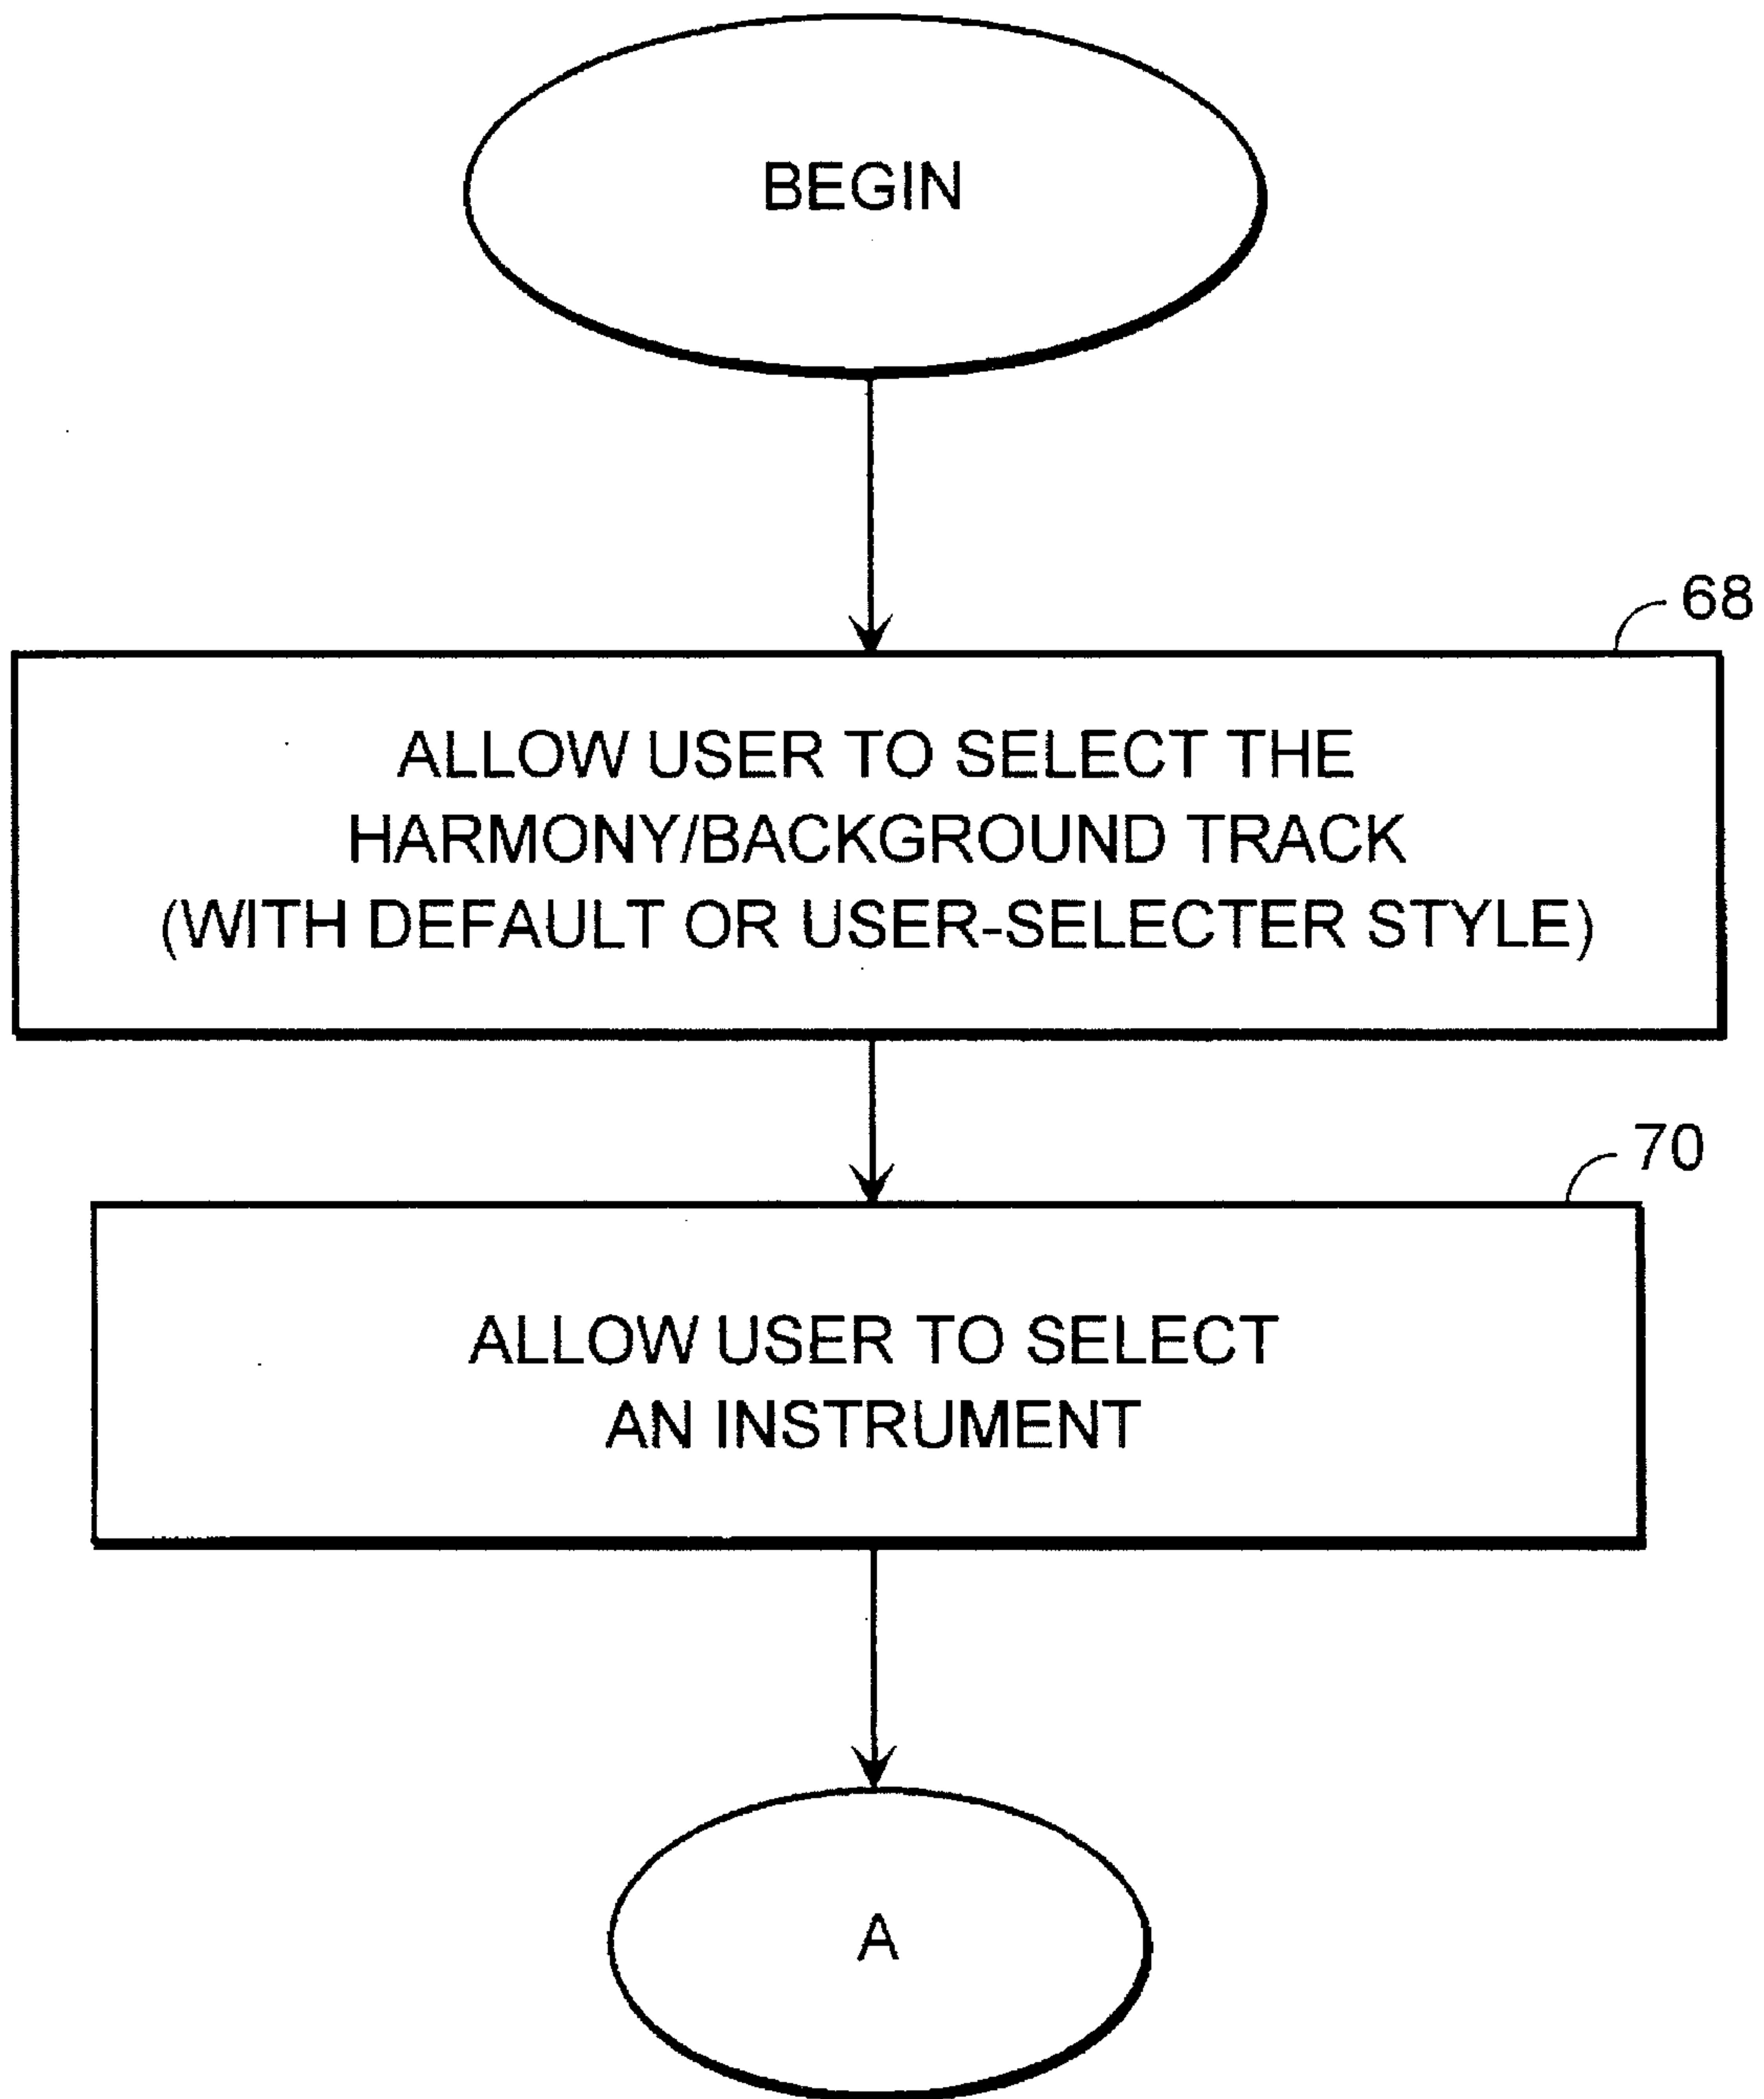 BEGIN
68
ALLOW USER TO SELECT THE
HARMONY/BACKGROUND TRACK
(WITH DEFAULT OR USER-SELECTER STYLE)
70
ALLOW USER TO SELECT
AN INSTRUMENT
A